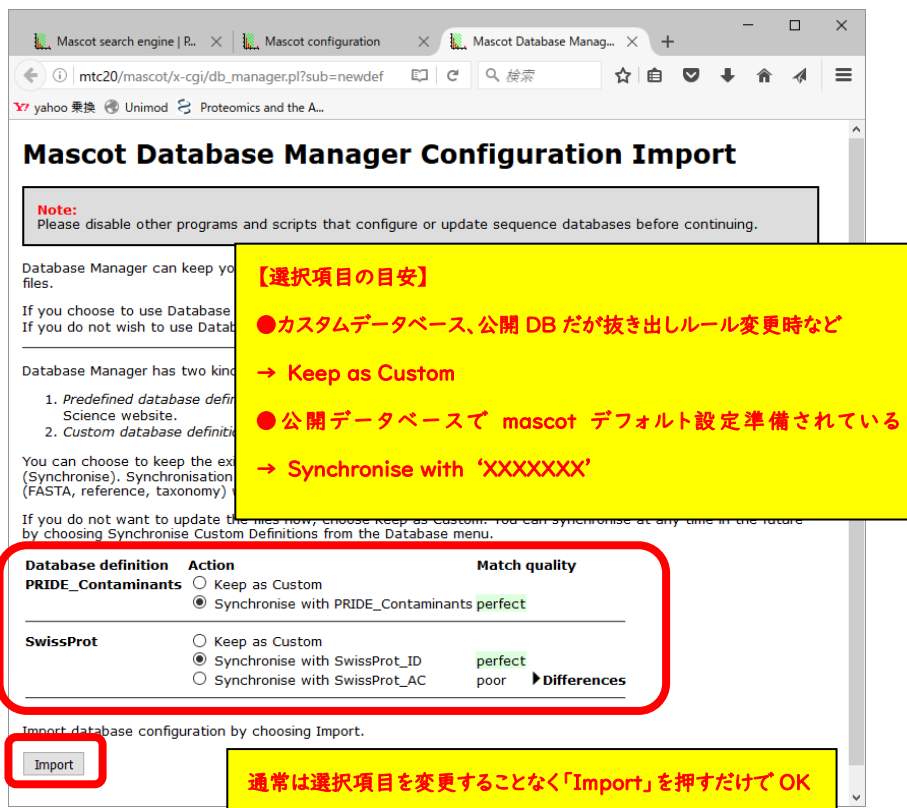 Mascot search engine | P...
Mascot configuration
Mascot Database Manag...
mtc20/mascot/x-cgi/db_manager.pl?sub=newdef
検索
yahoo 乗換
Unimod
Proteomics and the A...
Mascot Database Manager Configuration Import
Note:
Please disable other programs and scripts that configure or update sequence databases before continuing.
Database Manager can keep yo
files.
If you choose to use Database
If you do not wish to use Datab
Database Manager has two kind
1. Predefined database defin
Science website.
2. Custom database definitio
You can choose to keep the exi
(Synchronise). Synchronisation
(FASTA, reference, taxonomy)
If you do not want to update the files now, choose Keep as Custom. You can synchronise at any time in the future
by choosing Synchronise Custom Definitions from the Database menu.
【選択項目の目安】
●カスタムデータベース、公開 DB だが抜き出しルール変更時など
→ Keep as Custom
●公開データベースで mascot デフォルト設定準備されている
→ Synchronise with ‘XXXXXXX’
Database definition Action Match quality
PRIDE_Contaminants Keep as Custom
Synchronise with PRIDE_Contaminants perfect
SwissProt Keep as Custom
Synchronise with SwissProt_ID perfect
Synchronise with SwissProt_AC poor Differences
Import database configuration by choosing Import.
Import
通常は選択項目を変更することなく「Import」を押すだけで OK